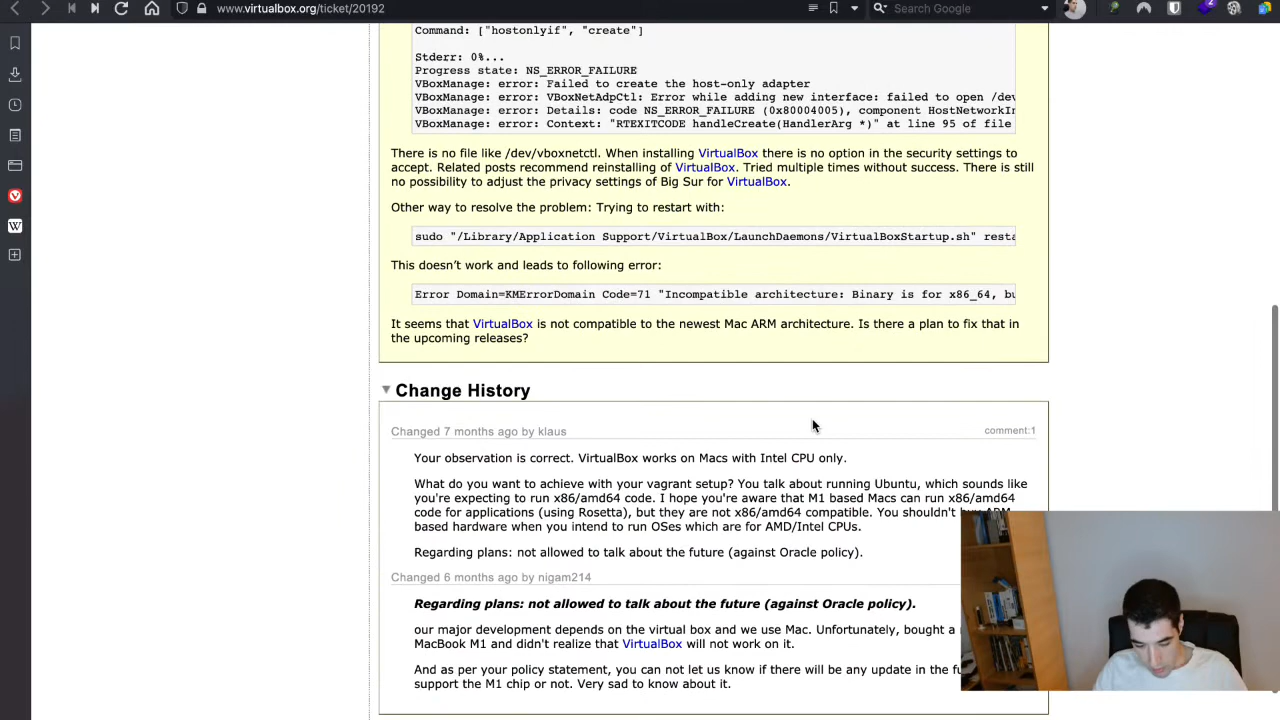 www.virtualbox.org/ticket/20192
Search Google
2
Command: ["hostonlyif", "create"]
Stderr: 0%...
Progress state: NS_ERROR_FAILURE
VBoxManage: error: Failed to create the host-only adapter
VBoxManage: error: VBoxNetAdpCtl: Error while adding new interface: failed to open /dev
VBoxManage: error: Details: code NS_ERROR_FAILURE (0x80004005), component HostNetworkIn
VBoxManage: error: Context: "RTEXITCODE handleCreate(HandlerArg *)" at line 95 of file
There is no file like /dev/vboxnetctl. When installing VirtualBox there is no option in the security settings to
accept. Related posts recommend reinstalling of VirtualBox. Tried multiple times without success. There is still
no possibility to adjust the privacy settings of Big Sur for VirtualBox.
Other way to resolve the problem: Trying to restart with:
sudo "/Library/Application Support/VirtualBox/LaunchDaemons/VirtualBoxStartup.sh" resta
This doesn’t work and leads to following error:
Error Domain=KMErrorDomain Code=71 "Incompatible architecture: Binary is for x86_64, bu
It seems that VirtualBox is not compatible to the newest Mac ARM architecture. Is there a plan to fix that in
the upcoming releases?
Change History
Changed 7 months ago by klaus comment:1
Your observation is correct. VirtualBox works on Macs with Intel CPU only.
What do you want to achieve with your vagrant setup? You talk about running Ubuntu, which sounds like
you're expecting to run x86/amd64 code. I hope you're aware that M1 based Macs can run x86/amd64
code for applications (using Rosetta), but they are not x86/amd64 compatible. You shouldn't buy ARM
based hardware when you intend to run OSes which are for AMD/Intel CPUs.
Regarding plans: not allowed to talk about the future (against Oracle policy).
Changed 6 months ago by nigam214
Regarding plans: not allowed to talk about the future (against Oracle policy).
our major development depends on the virtual box and we use Mac. Unfortunately, bought a
MacBook M1 and didn't realize that VirtualBox will not work on it.
And as per your policy statement, you can not let us know if there will be any update in the fu
support the M1 chip or not. Very sad to know about it.